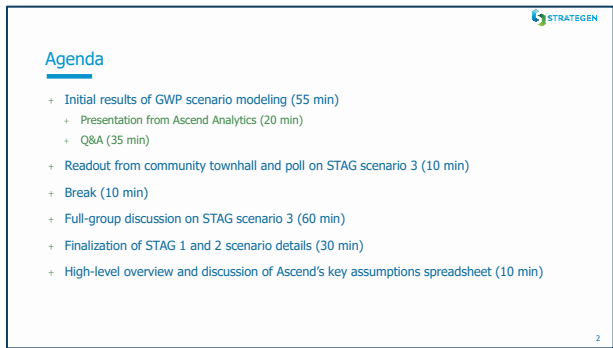 STRATEGEN
Agenda
+ Initial results of GWP scenario modeling (55 min)
+ Presentation from Ascend Analytics (20 min)
+ Q&A (35 min)
+ Readout from community townhall and poll on STAG scenario 3 (10 min)
+ Break (10 min)
+ Full-group discussion on STAG scenario 3 (60 min)
+ Finalization of STAG 1 and 2 scenario details (30 min)
+ High-level overview and discussion of Ascend’s key assumptions spreadsheet (10 min)
2